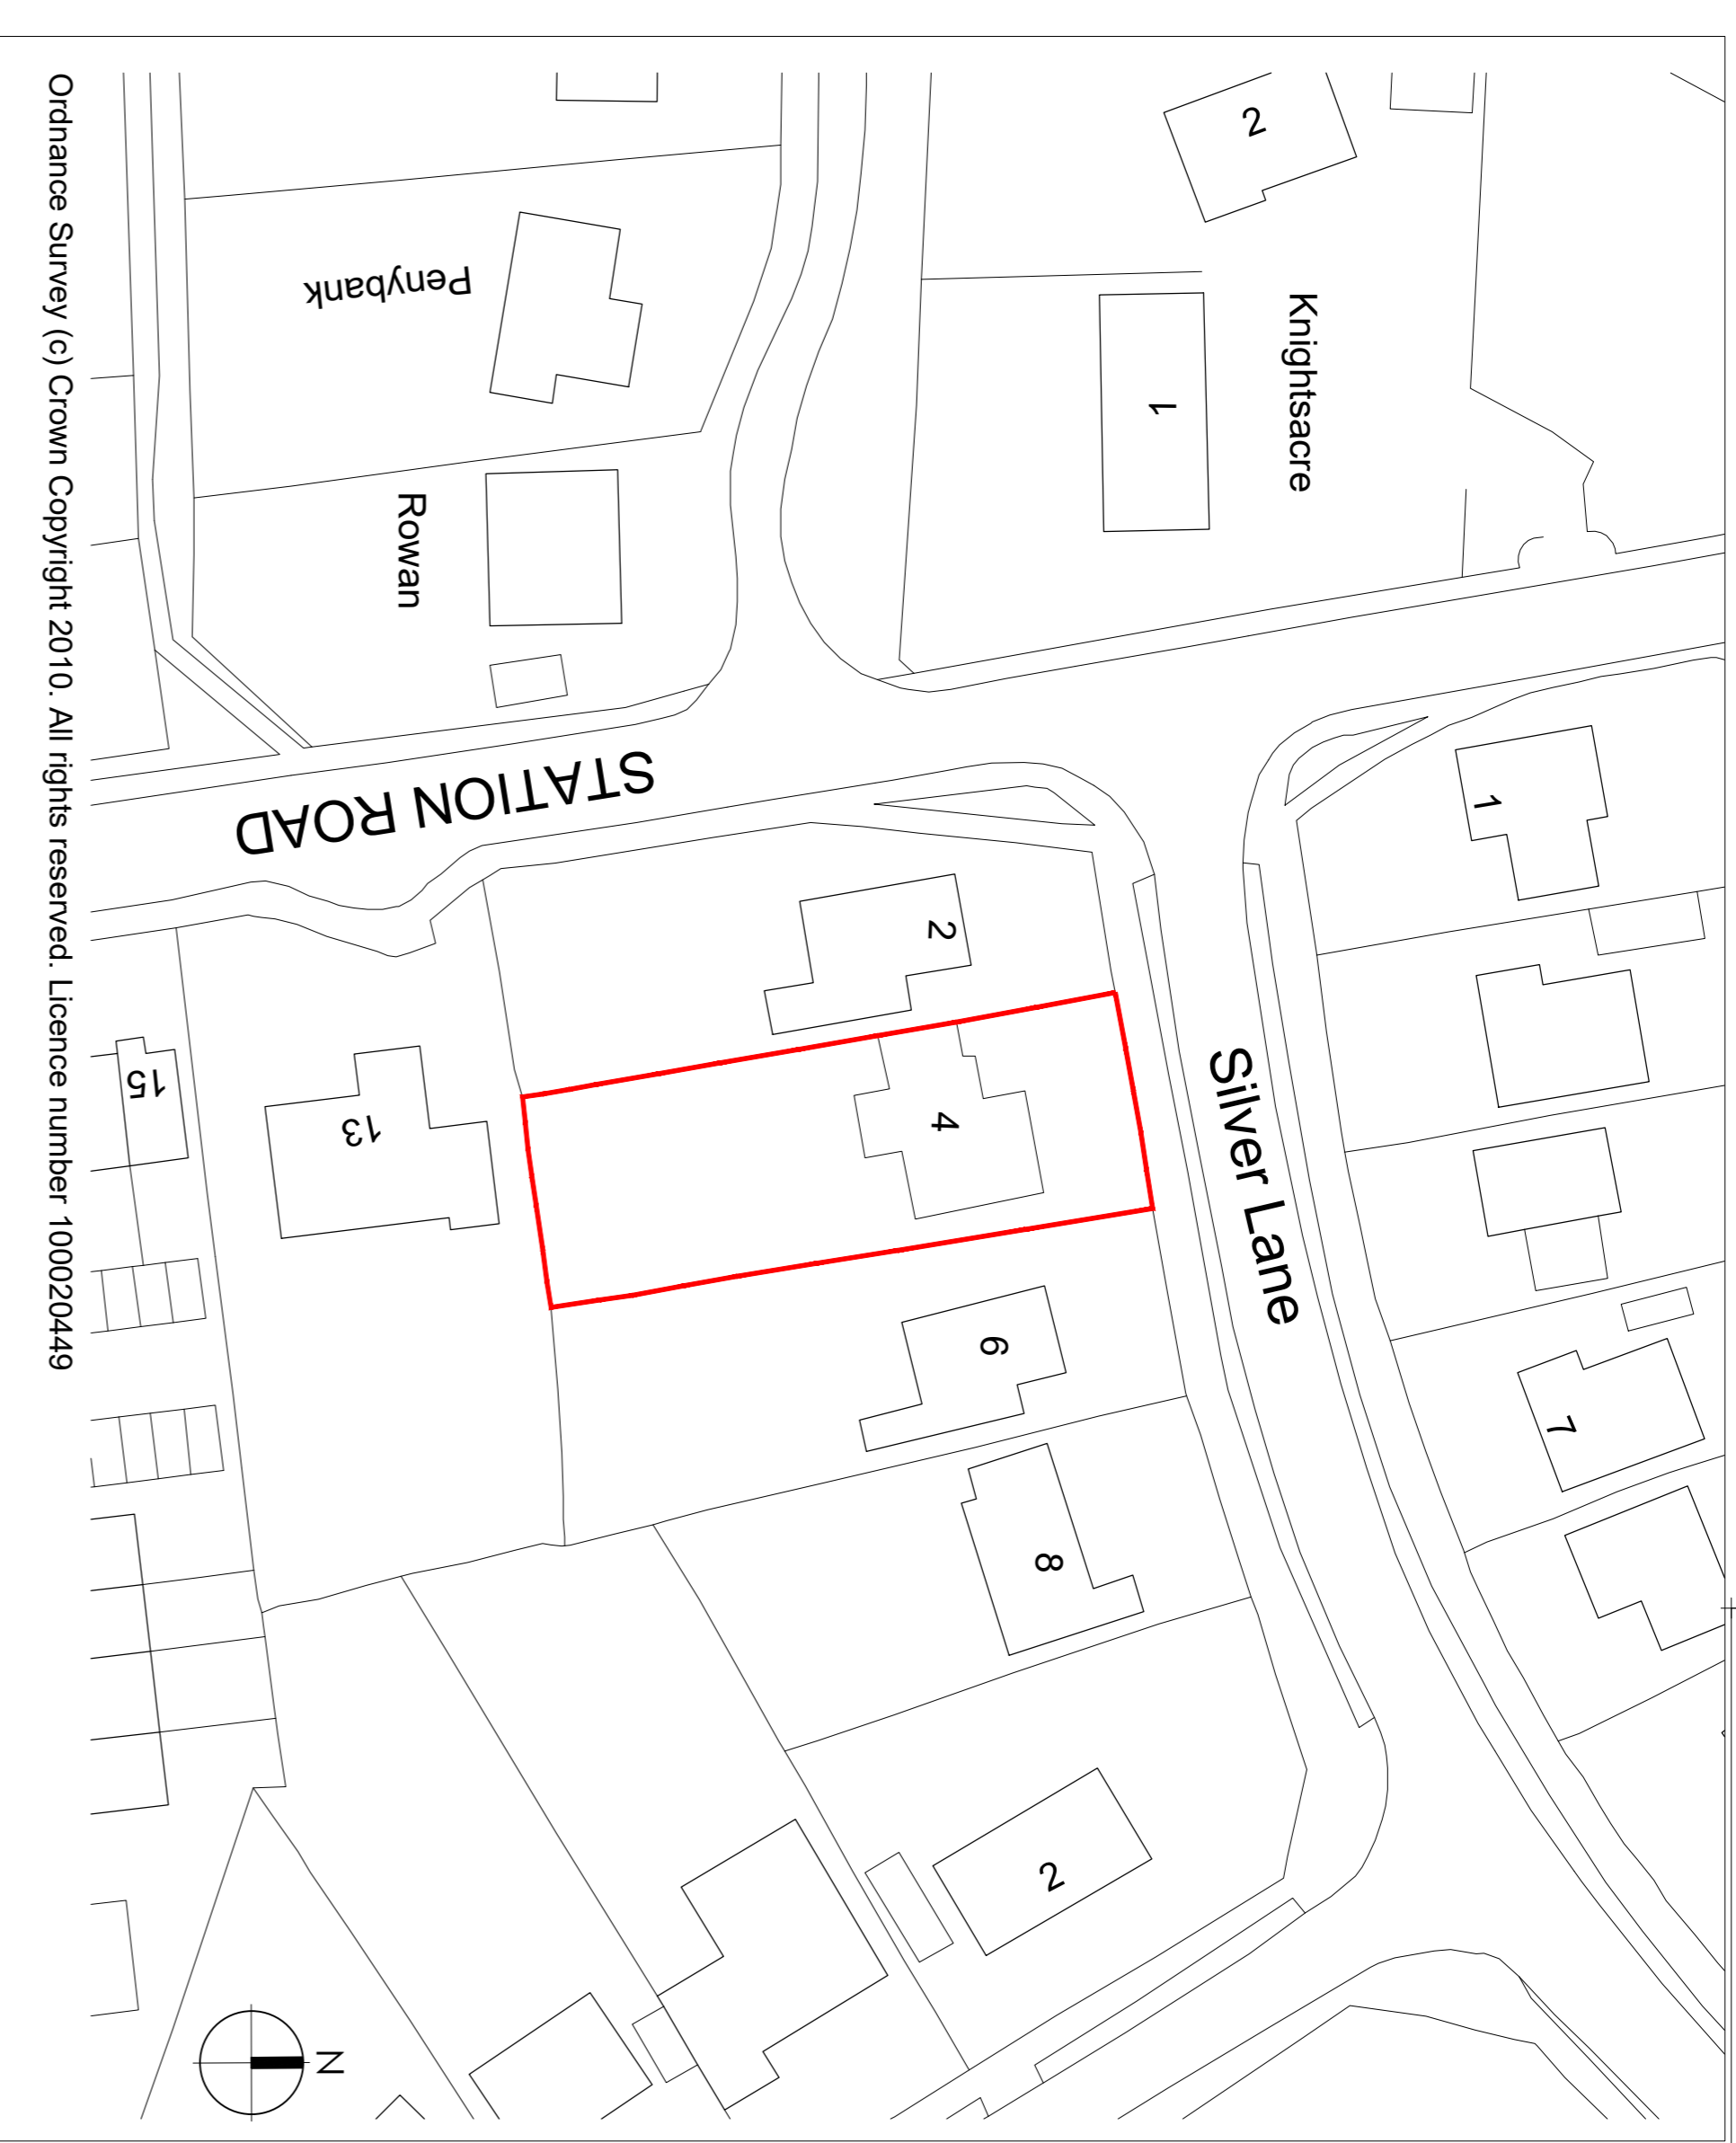 2
Knightsacre
1
Penybank
Rowan
STATION ROAD
1
2
Silver Lane
4
15
13
6
7
8
2
N
Ordnance Survey (c) Crown Copyright 2010. All rights reserved. Licence number 100020449